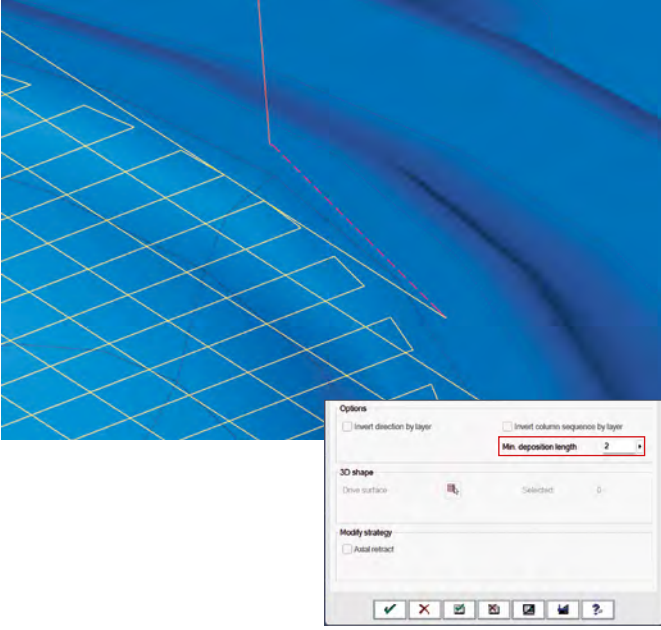 Options
Invert direction by layer Invert column sequence by layer
Min. deposition length 2
3D shape
Drive surface Selected: 0
Modify strategy
Axial retract
?